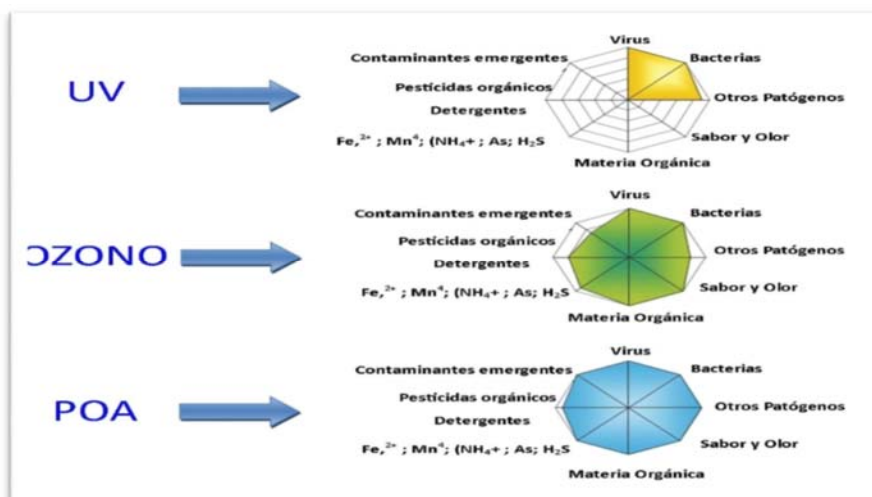 Virus
Contaminantes emergentes
Bacterias
UV
Pesticidas orgánicos
Otros Patógenos
Detergentes
Fe,²⁺ ; Mn⁴; (NH₄+ ; As; H₂S
Sabor y Olor
Materia Orgánica
Virus
Contaminantes emergentes
Bacterias
OZONO
Pesticidas orgánicos
Otros Patógenos
Detergentes
Fe,²⁺ ; Mn⁴; (NH₄+ ; As; H₂S
Sabor y Olor
Materia Orgánica
Virus
Contaminantes emergentes
Bacterias
POA
Pesticidas orgánicos
Otros Patógenos
Detergentes
Fe,²⁺ ; Mn⁴; (NH₄+ ; As; H₂S
Sabor y Olor
Materia Orgánica